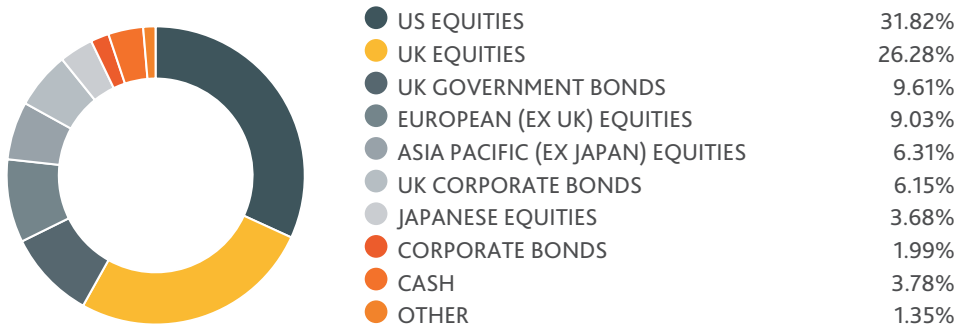 US EQUITIES 31.82%
UK EQUITIES 26.28%
UK GOVERNMENT BONDS 9.61%
EUROPEAN (EX UK) EQUITIES 9.03%
ASIA PACIFIC (EX JAPAN) EQUITIES 6.31%
UK CORPORATE BONDS 6.15%
JAPANESE EQUITIES 3.68%
CORPORATE BONDS 1.99%
CASH 3.78%
OTHER 1.35%